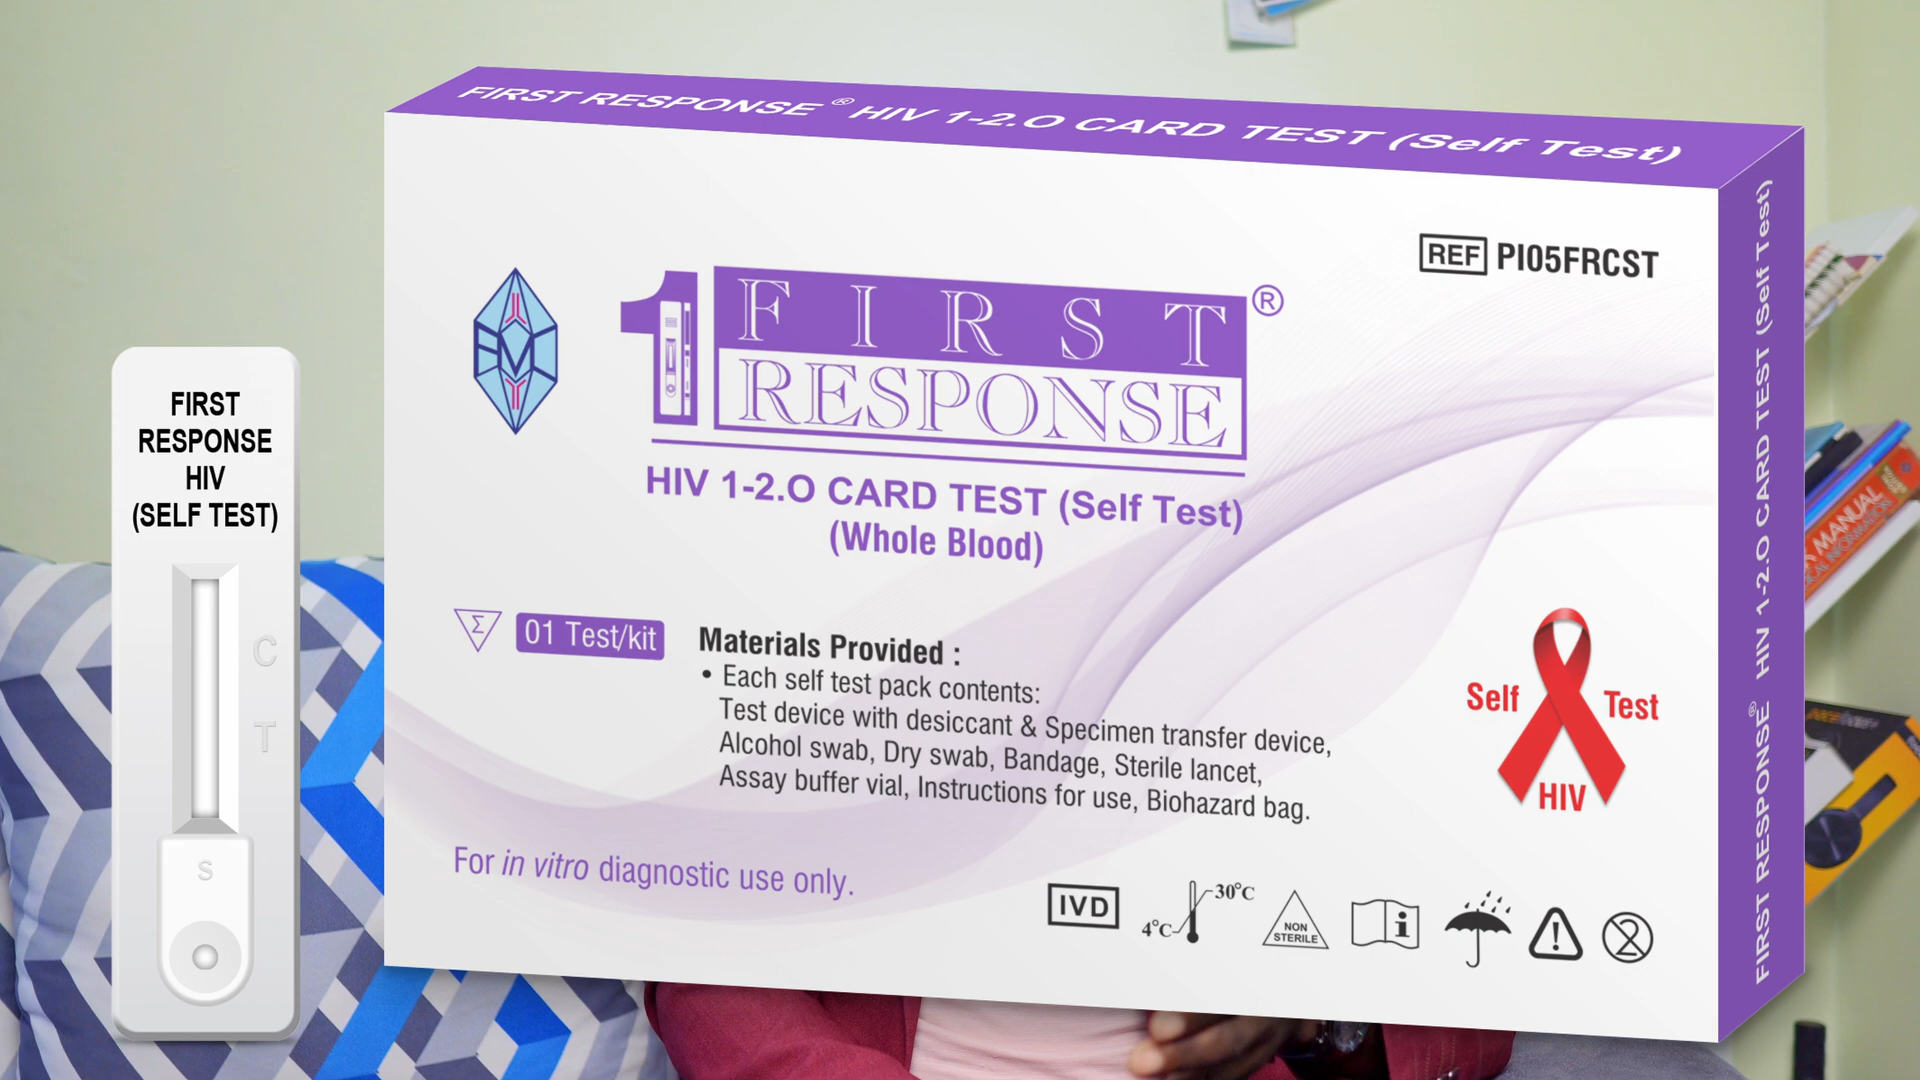 FIRST RESPONSE® HIV 1-2.O CARD TEST (Self Test)
REF PI05FRCST
1 FIRST ®
RESPONSE
HIV 1-2.O CARD TEST (Self Test)
(Whole Blood)
Σ 01 Test/kit
Materials Provided :
• Each self test pack contents:
Test device with desiccant & Specimen transfer device,
Alcohol swab, Dry swab, Bandage, Sterile lancet,
Assay buffer vial, Instructions for use, Biohazard bag.
Self Test
HIV
For in vitro diagnostic use only.
IVD
4°C 30°C
NON
STERILE
i
!
2
FIRST RESPONSE® HIV 1-2.O CARD TEST (Self Test)
FIRST
RESPONSE
HIV
(SELF TEST)
C
T
S
MANUAL